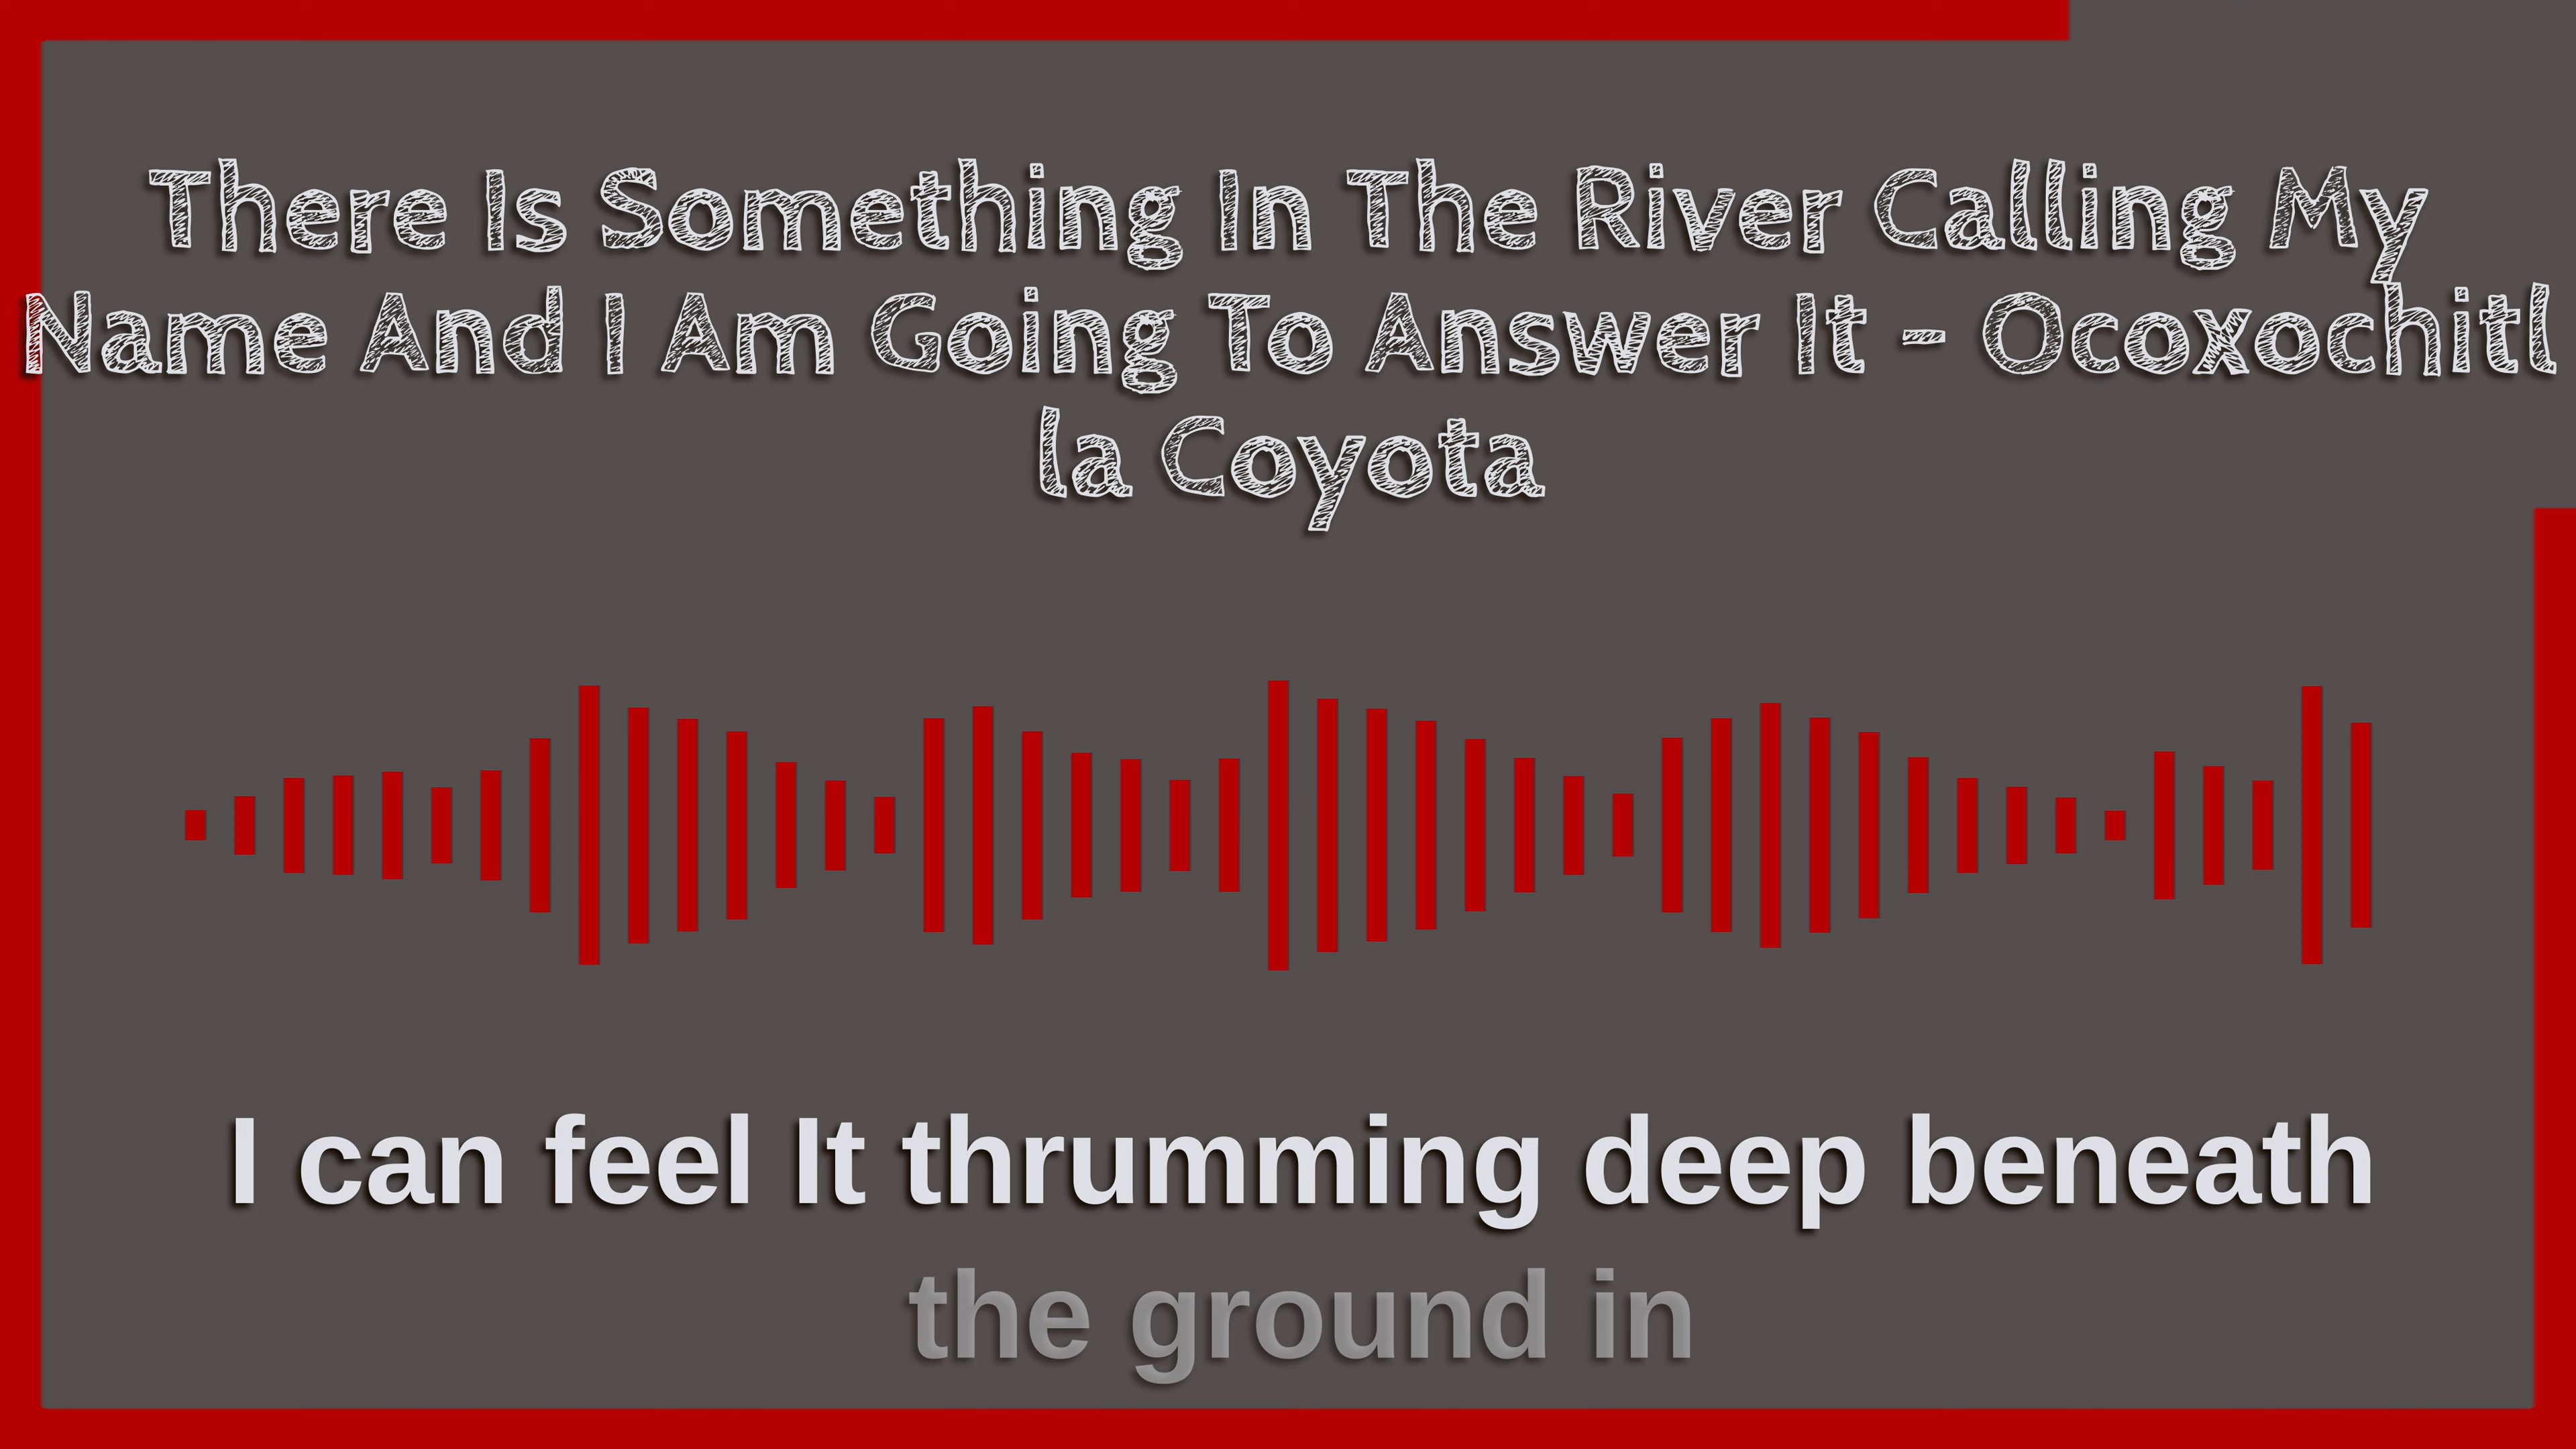 There Is Something In The River Calling My
Name And I Am Going To Answer It - Ocoxochitl
la Coyota
I can feel It thrumming deep beneath
the ground in